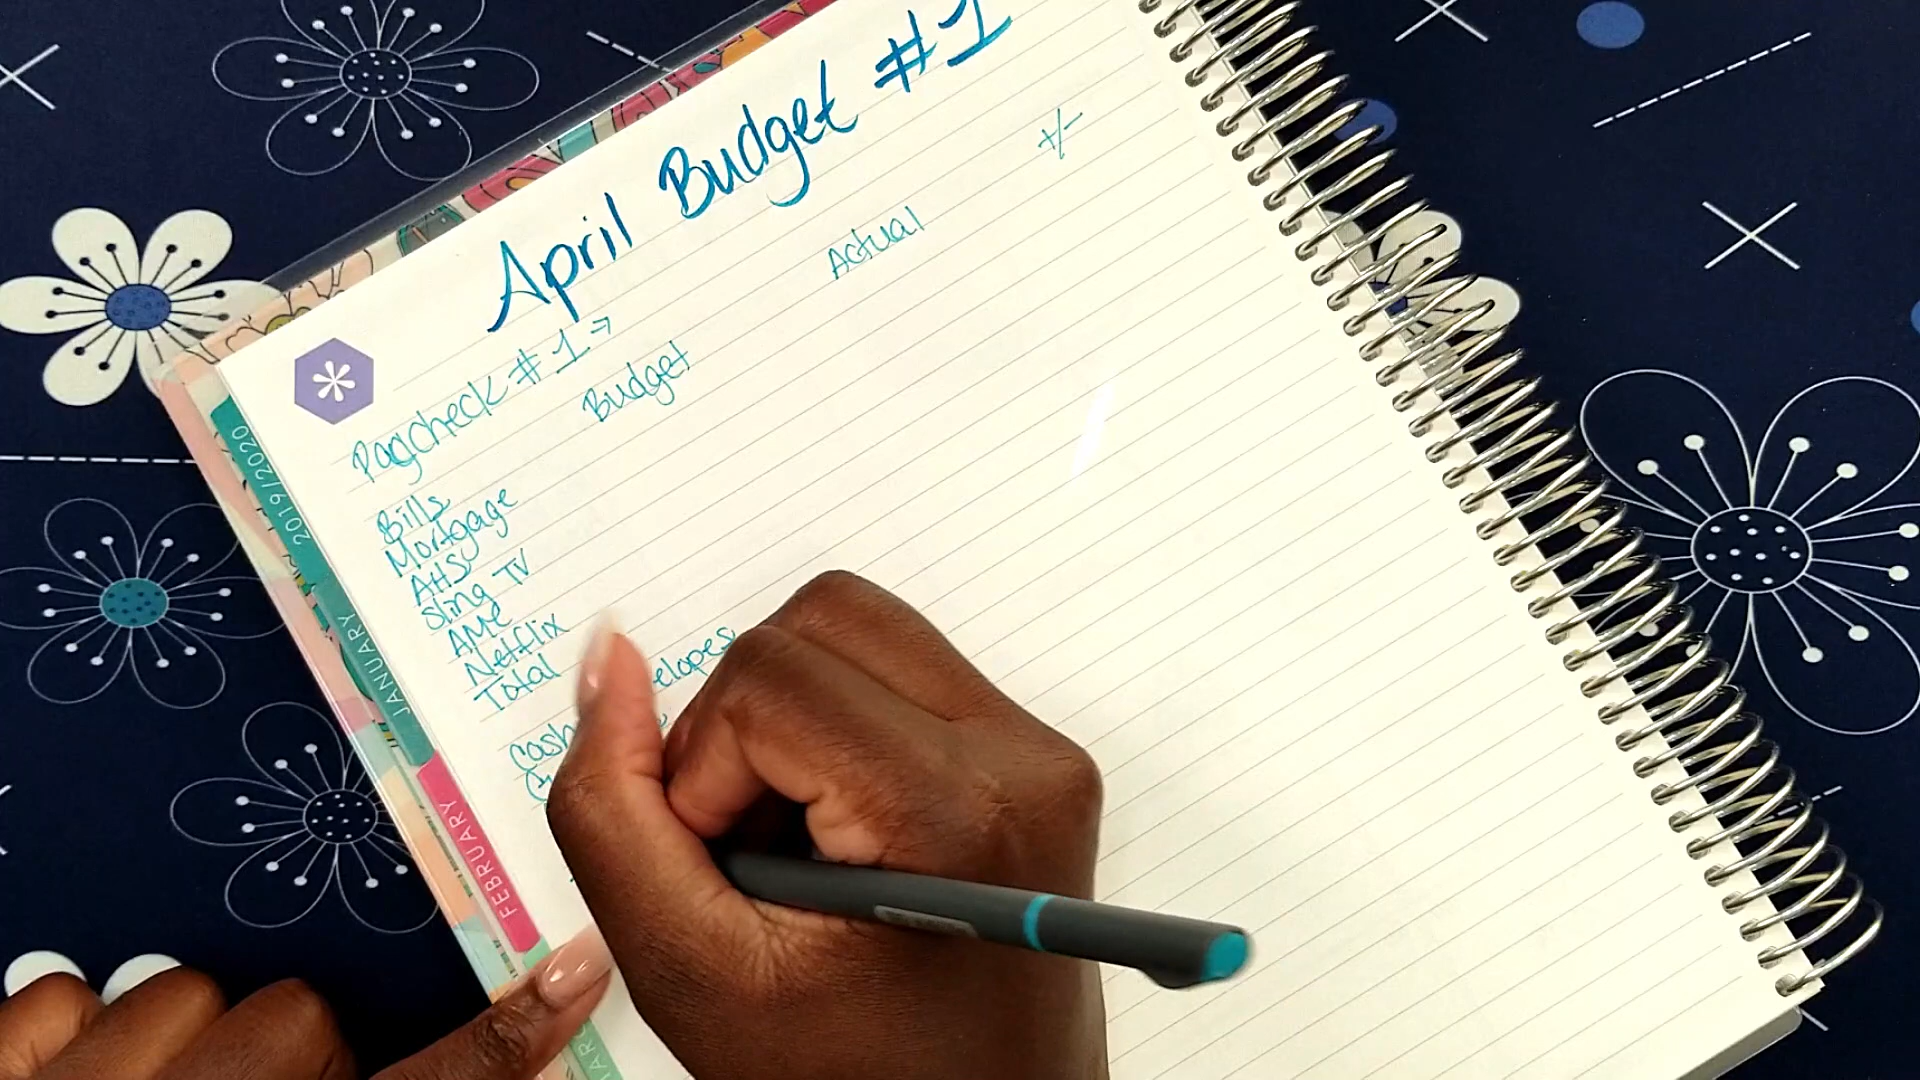 April Budget #1
Paycheck #1 →
Budget Actual +/-
Bills
Mortgage
AHS
Sling TV
AMC
Netflix
Total
Cash
2019/2020
JANUARY
FEBRUARY